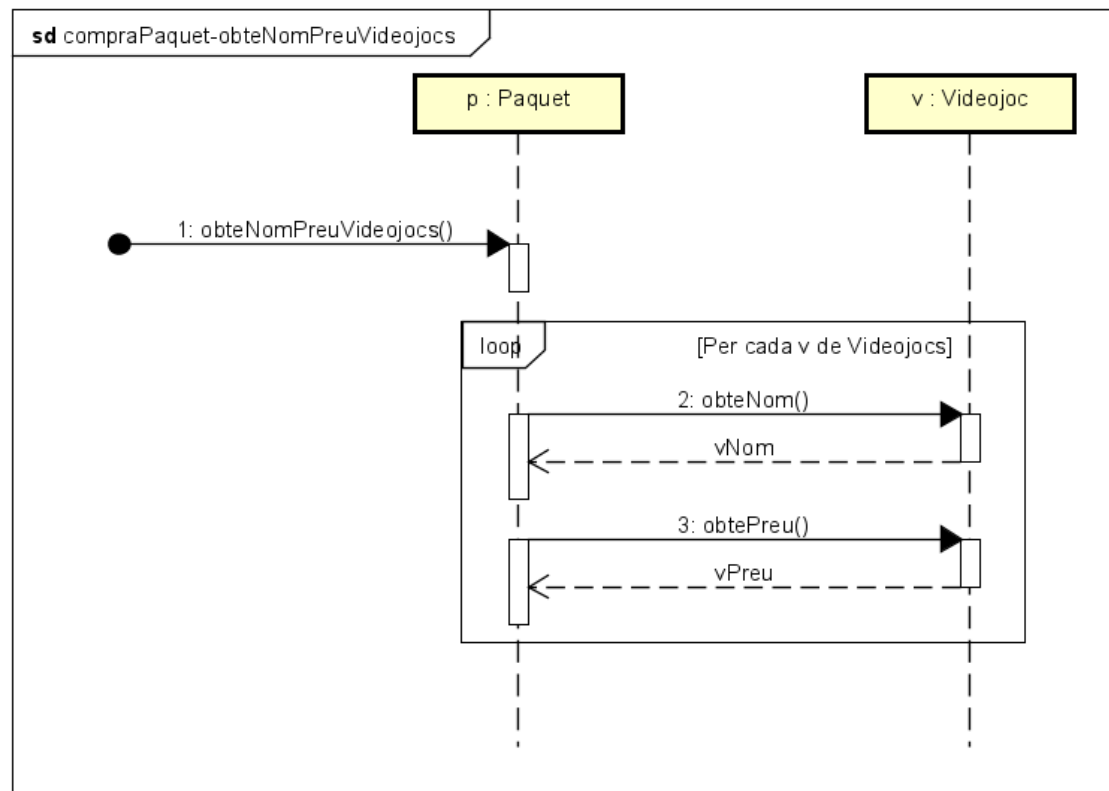 sd compraPaquet-obteNomPreuVideojocs
p : Paquet
v : Videojoc
1: obteNomPreuVideojocs()
loop
[Per cada v de Videojocs]
2: obteNom()
vNom
3: obtePreu()
vPreu